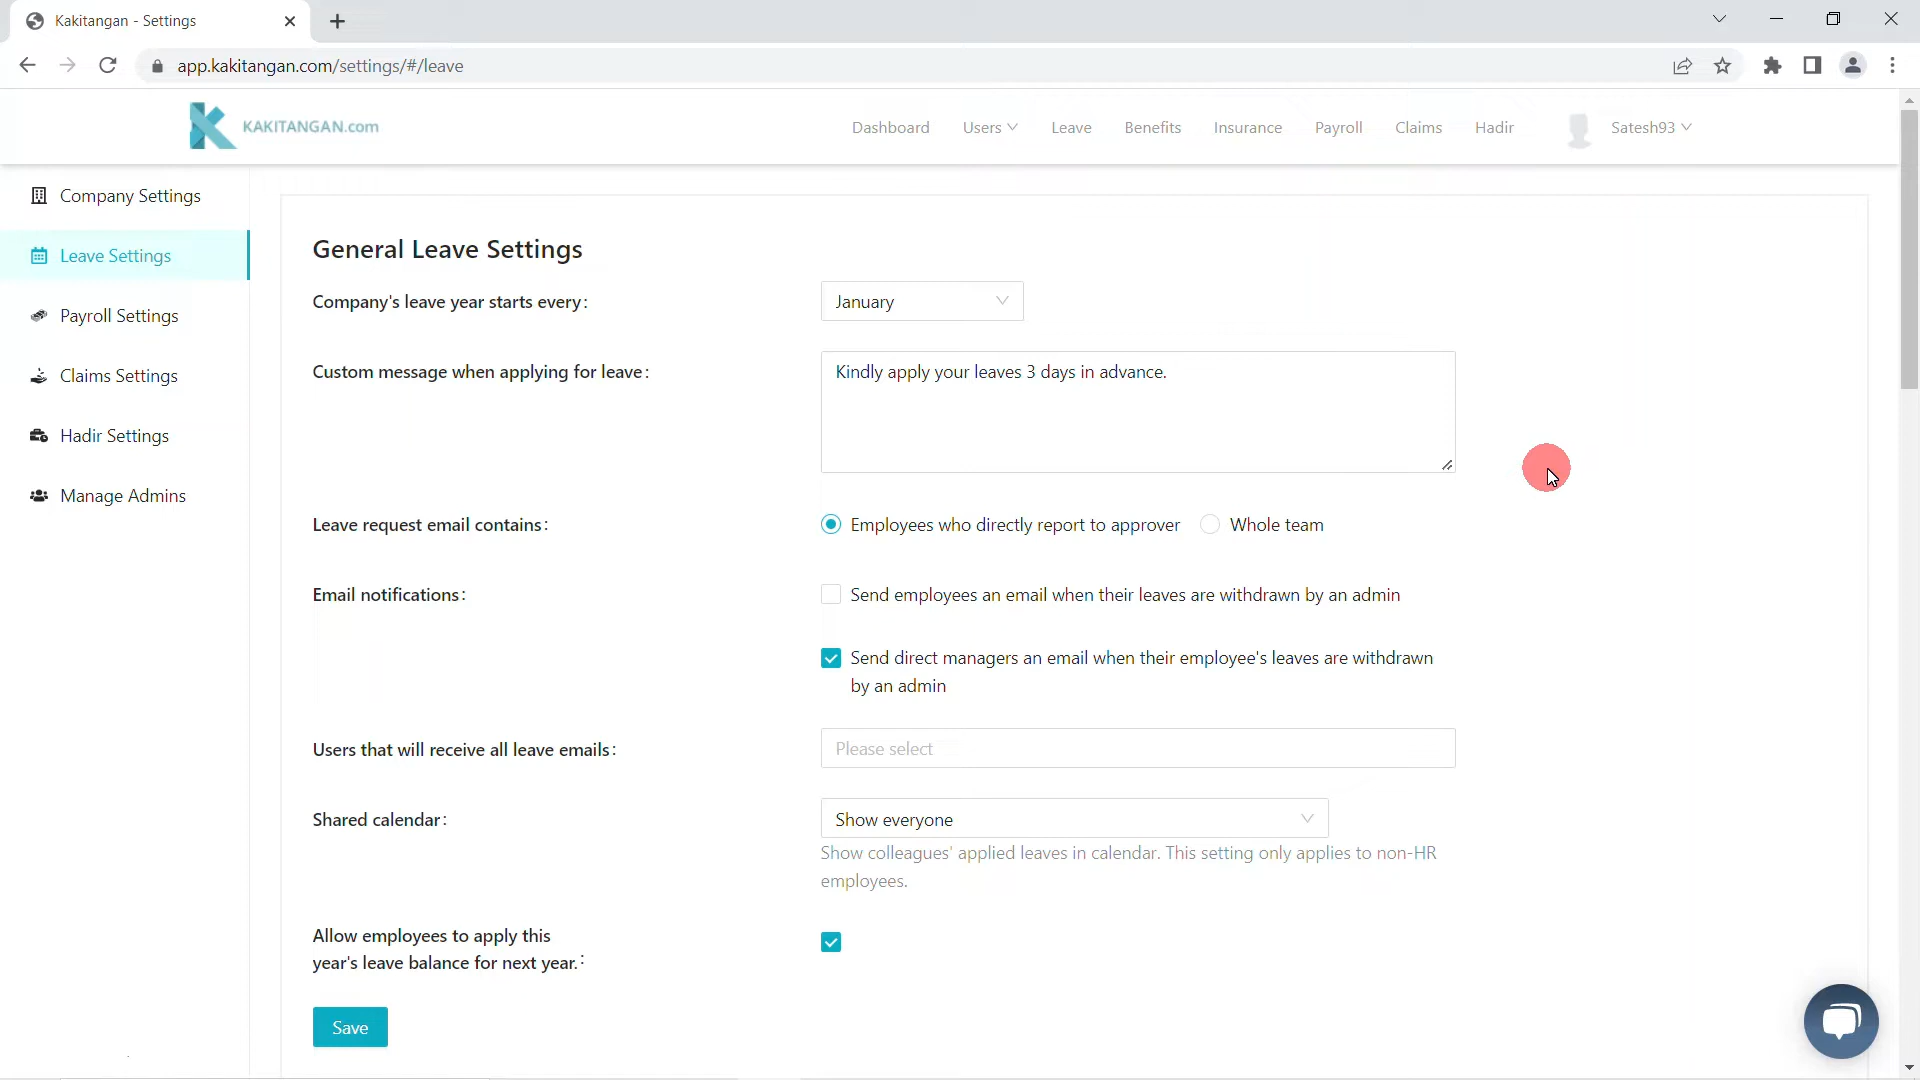 Kakitangan - Settings
app.kakitangan.com/settings/#/leave
KAKITANGAN.com
Dashboard Users Leave Benefits Insurance Payroll Claims Hadir Satesh93
Company Settings
Leave Settings
Payroll Settings
Claims Settings
Hadir Settings
Manage Admins
General Leave Settings
Company's leave year starts every: January
Custom message when applying for leave: Kindly apply your leaves 3 days in advance.
Leave request email contains: Employees who directly report to approver Whole team
Email notifications: Send employees an email when their leaves are withdrawn by an admin
Send direct managers an email when their employee's leaves are withdrawn
by an admin
Users that will receive all leave emails: Please select
Shared calendar: Show everyone
Show colleagues' applied leaves in calendar. This setting only applies to non-HR
employees.
Allow employees to apply this
year's leave balance for next year.:
Save